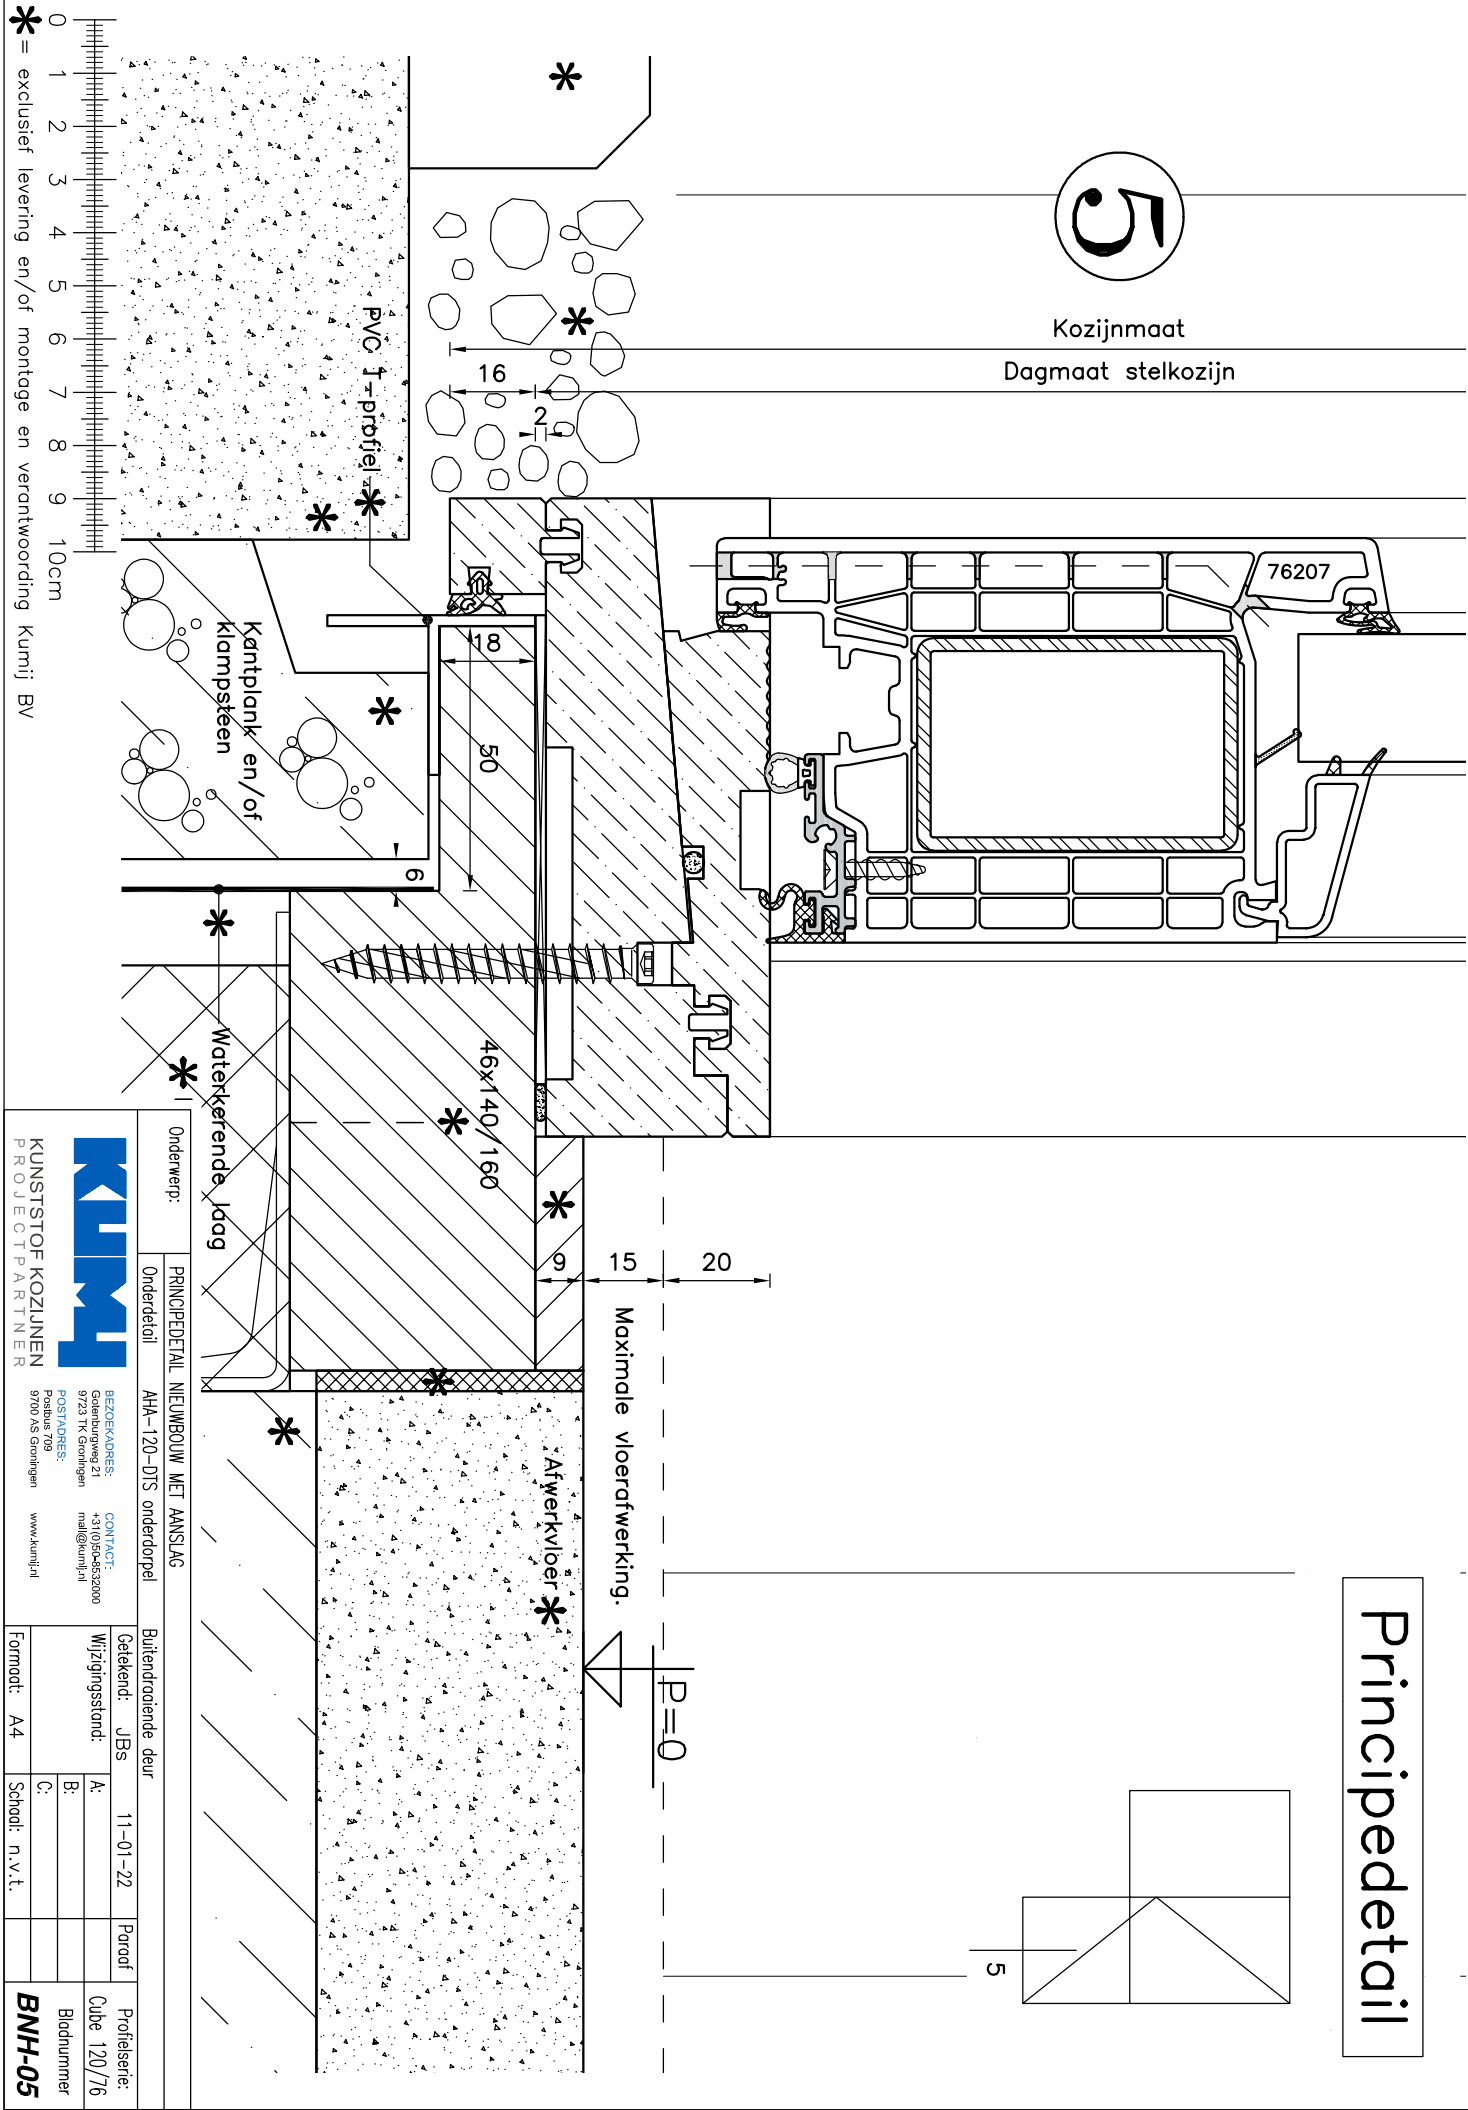 Principedetail
5
Kozijnmaat
Dagmaat stelkozijn
16
2
76207
18
50
6
9
15
20
46x140/160
PVC T-profiel
Kantplank en/of
klampsteen
Waterkerende laag
Maximale vloerafwerking.
Afwerkvloer
P=0
5
0 1 2 3 4 5 6 7 8 9 10cm
* = exclusief levering en/of montage en verantwoording Kumij BV
Onderwerp:
PRINCIPEDETAIL NIEUWBOUW MET AANSLAG
Onderdetail AHA-120-DTS onderdorpel Buitendraaiende deur
KUMIJ
KUNSTSTOF KOZIJNEN
PROJECTPARTNER
BEZOEKADRES:
Gotenburgweg 21
9723 TK Groningen
POSTADRES:
Postbus 709
9700 AS Groningen
CONTACT:
+31(0)50-8532000
mail@kumij.nl
www.kumij.nl
Getekend: JBs 11-01-22 Paraaf
Wijzigingsstand: A:
B:
C:
Formaat: A4 Schaal: n.v.t.
Profielserie:
Cube 120/76
Bladnummer
BNH-05